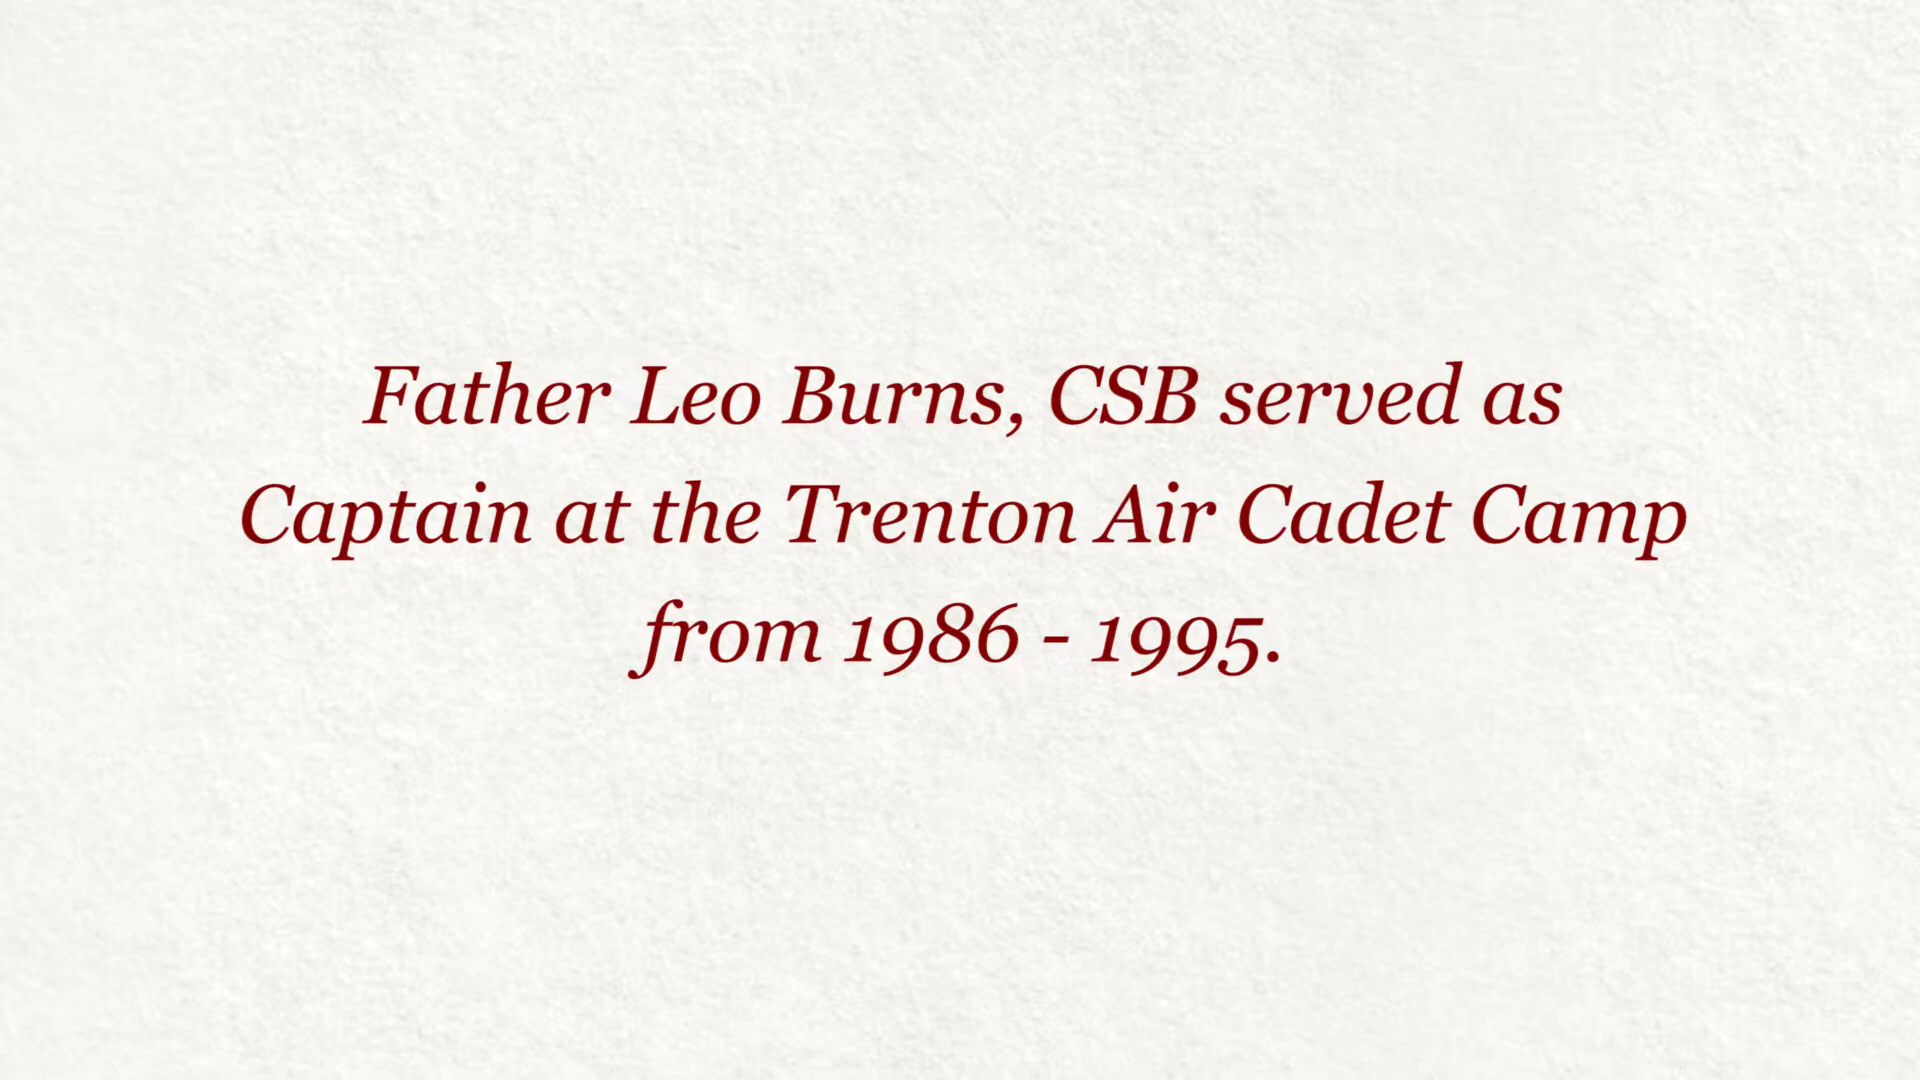 Father Leo Burns, CSB served as
Captain at the Trenton Air Cadet Camp
from 1986 - 1995.